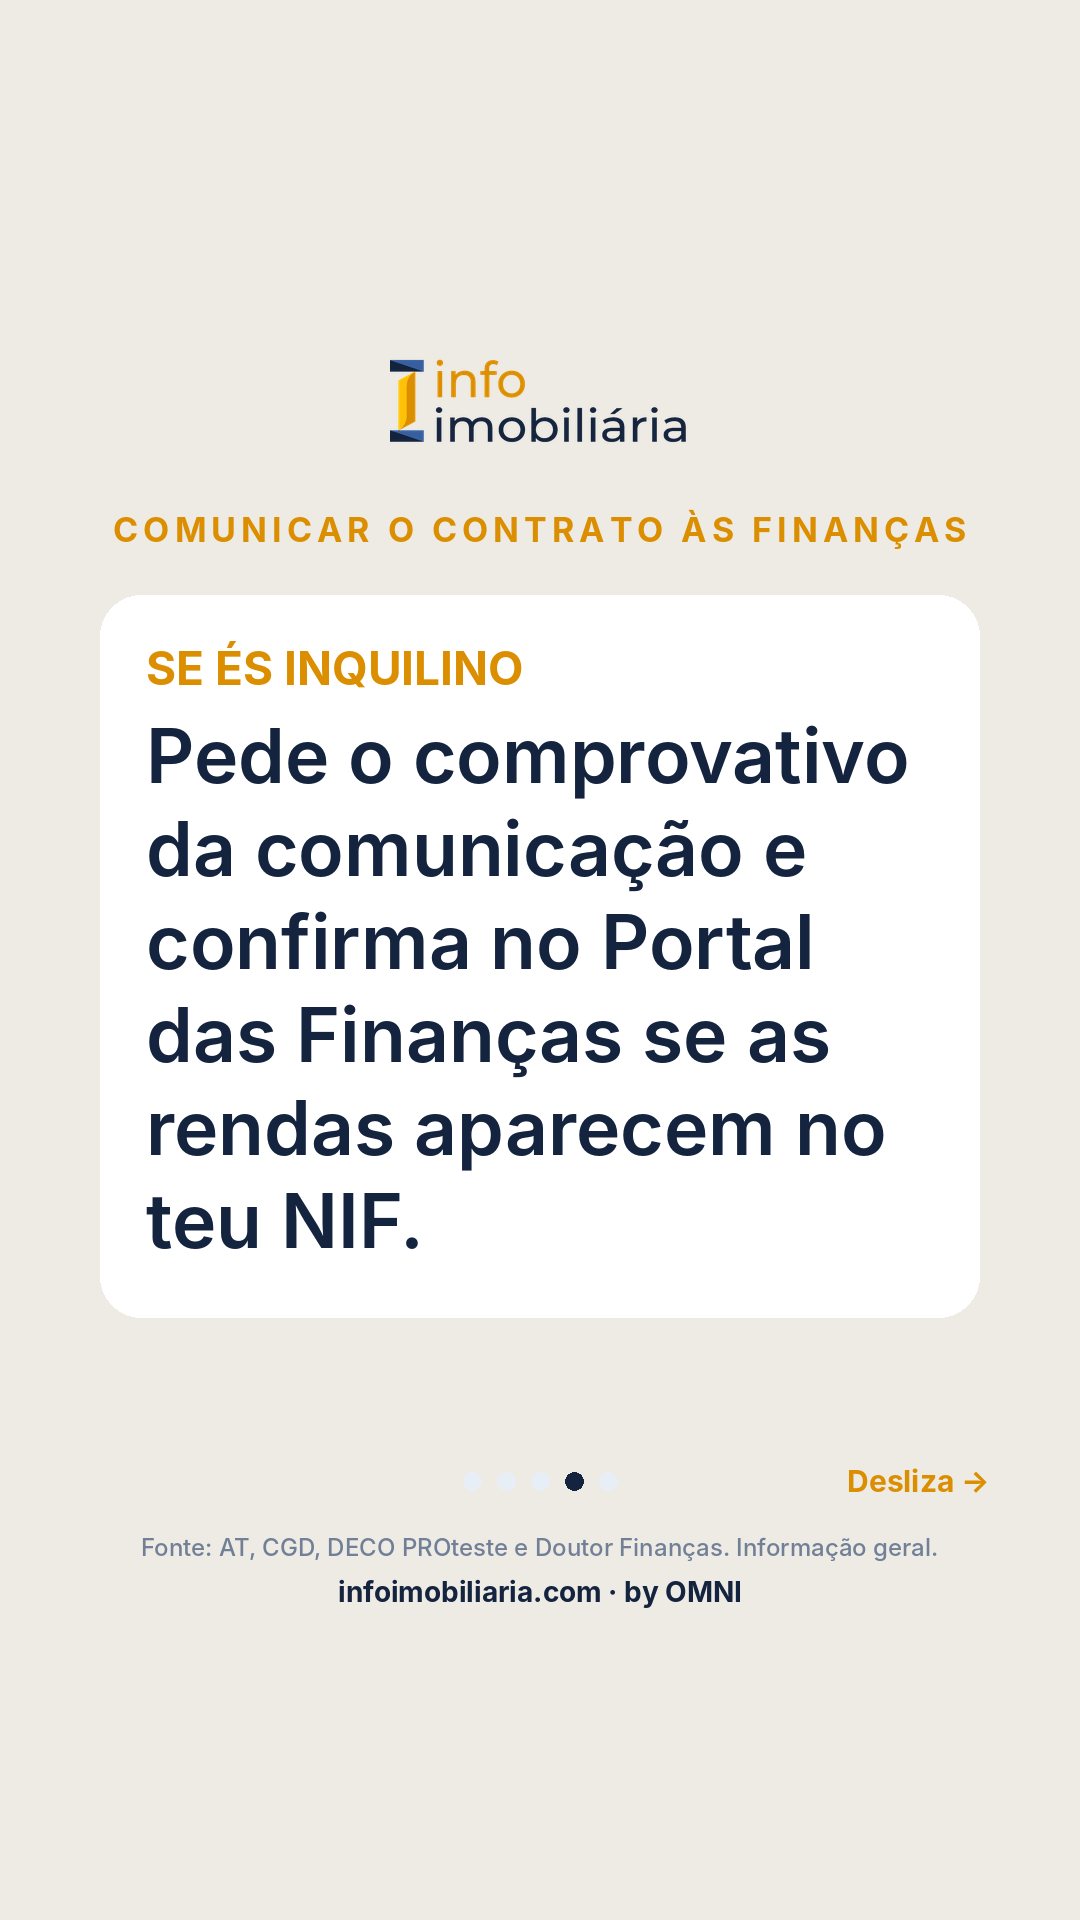 info
imobiliária
COMUNICAR O CONTRATO ÀS FINANÇAS
SE ÉS INQUILINO
Pede o comprovativo
da comunicação e
confirma no Portal
das Finanças se as
rendas aparecem no
teu NIF.
Desliza →
Fonte: AT, CGD, DECO PROteste e Doutor Finanças. Informação geral.
infoimobiliaria.com · by OMNI